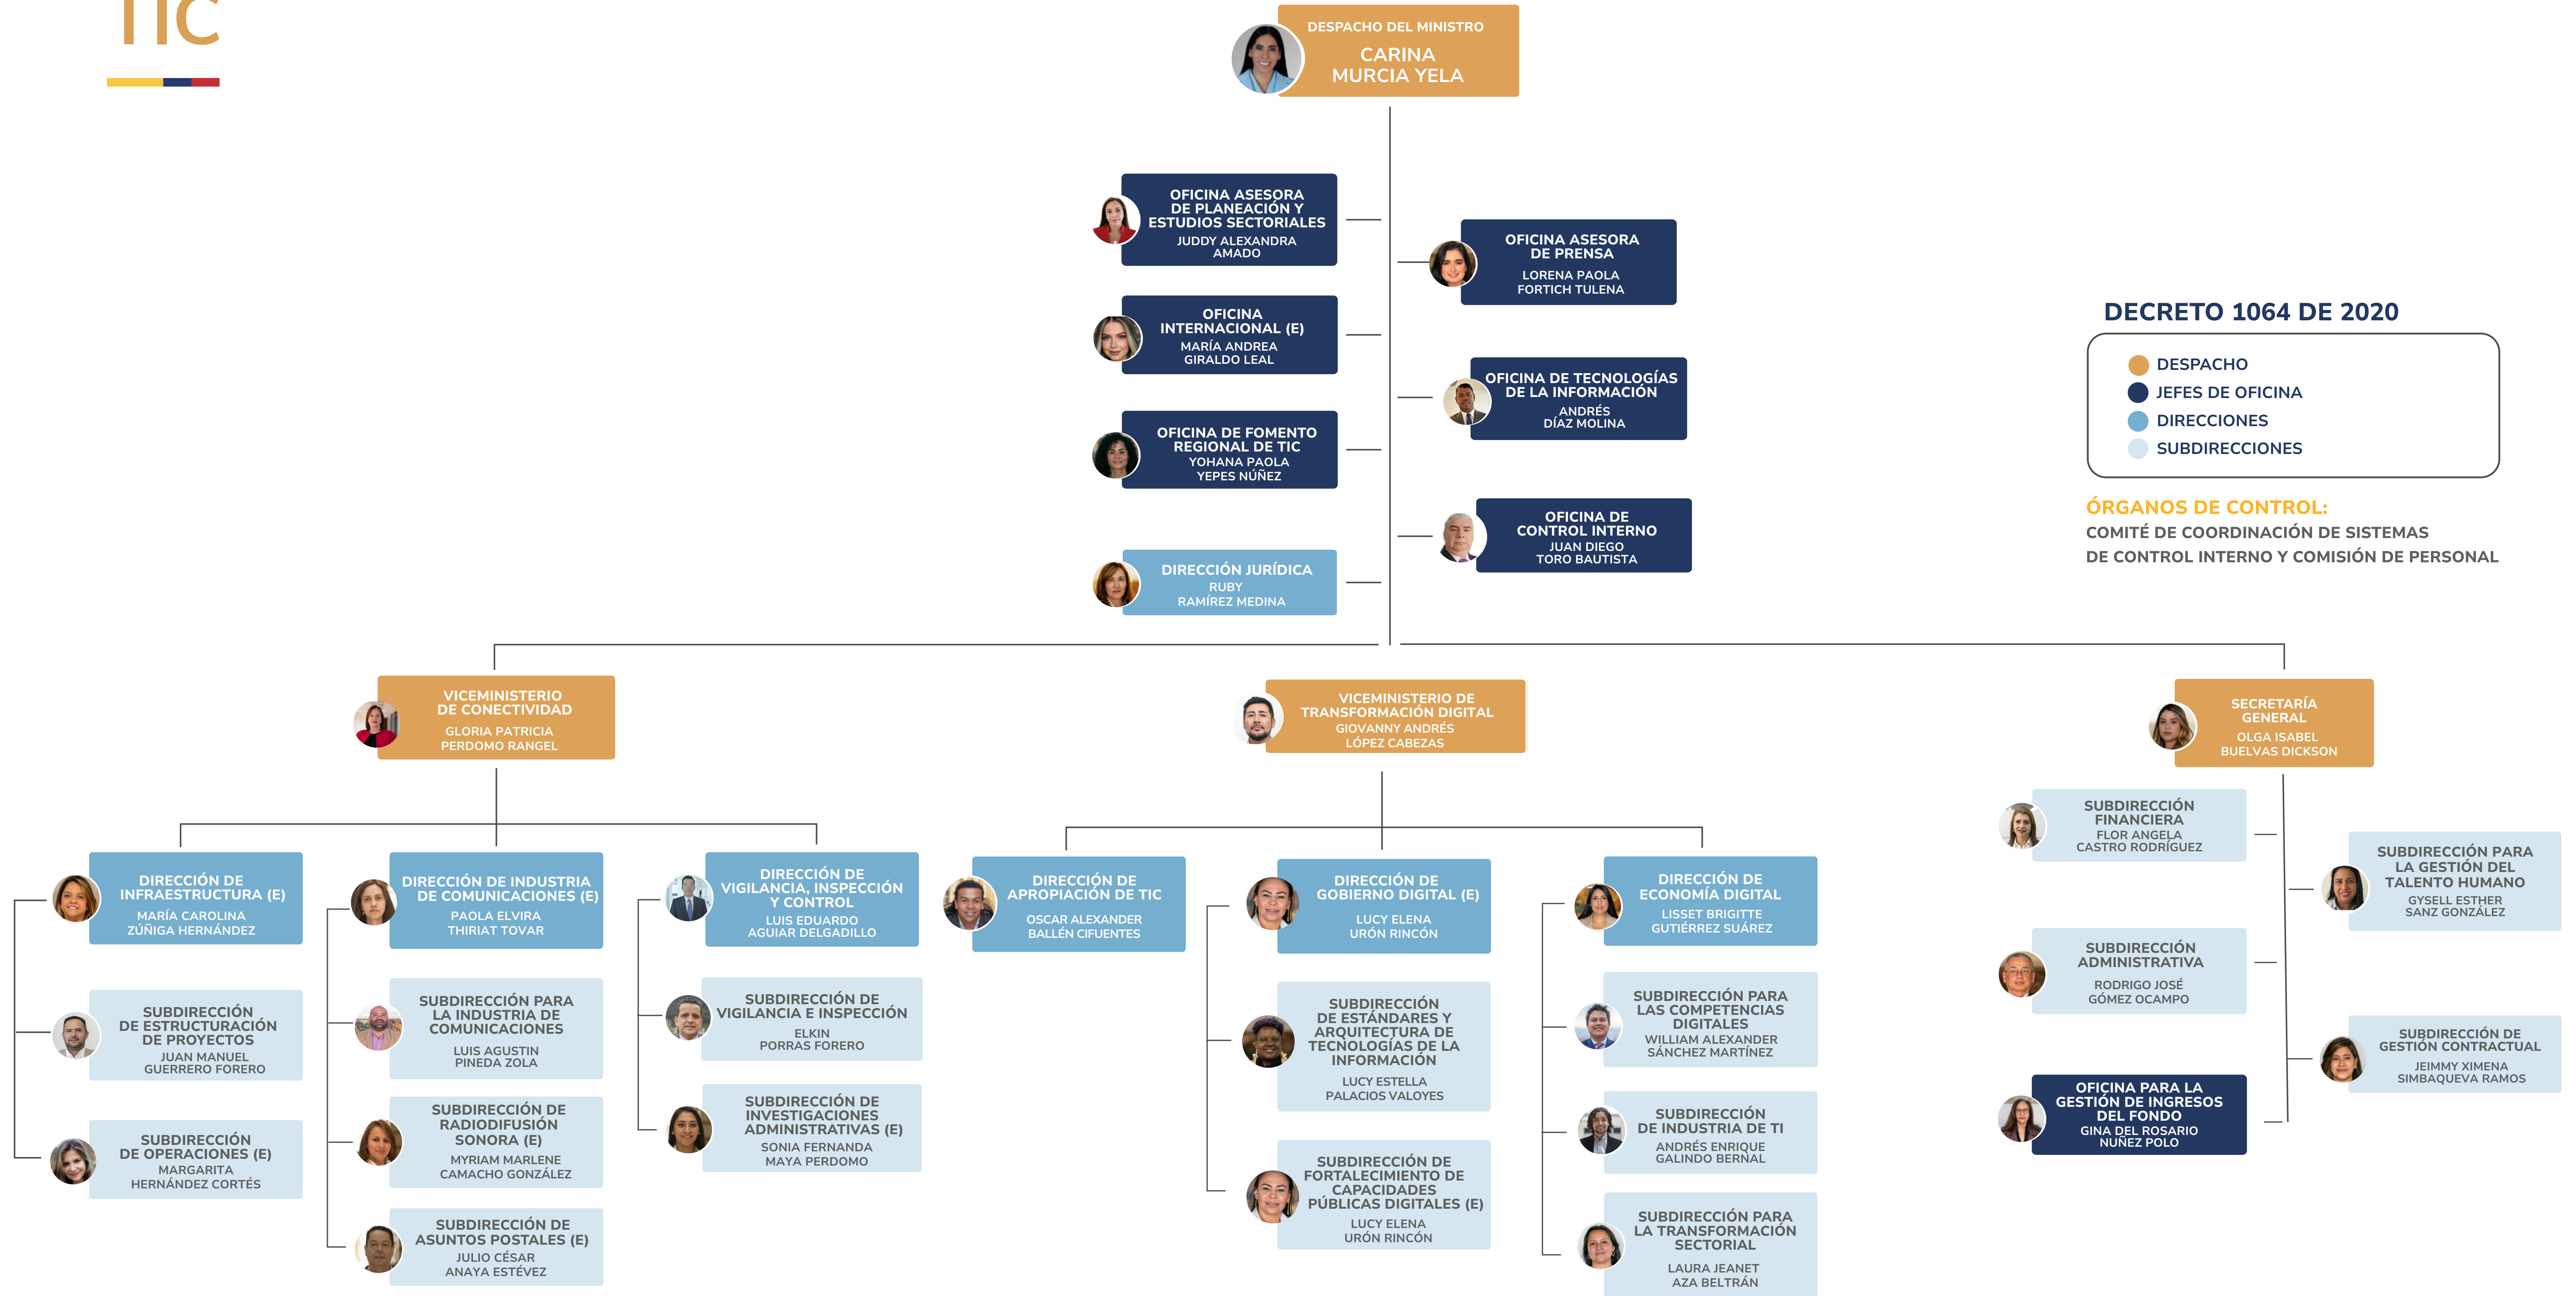 TIC
DESPACHO DEL MINISTRO
CARINA
MURCIA YELA
OFICINA ASESORA
DE PLANEACIÓN Y
ESTUDIOS SECTORIALES
JUDDY ALEXANDRA
AMADO
OFICINA ASESORA
DE PRENSA
LORENA PAOLA
FORTICH TULENA
OFICINA
INTERNACIONAL (E)
MARÍA ANDREA
GIRALDO LEAL
OFICINA DE TECNOLOGÍAS
DE LA INFORMACIÓN
ANDRÉS
DÍAZ MOLINA
OFICINA DE FOMENTO
REGIONAL DE TIC
YOHANA PAOLA
YEPES NÚÑEZ
OFICINA DE
CONTROL INTERNO
JUAN DIEGO
TORO BAUTISTA
DIRECCIÓN JURÍDICA
RUBY
RAMÍREZ MEDINA
DECRETO 1064 DE 2020
DESPACHO
JEFES DE OFICINA
DIRECCIONES
SUBDIRECCIONES
ÓRGANOS DE CONTROL:
COMITÉ DE COORDINACIÓN DE SISTEMAS
DE CONTROL INTERNO Y COMISIÓN DE PERSONAL
VICEMINISTERIO
DE CONECTIVIDAD
GLORIA PATRICIA
PERDOMO RANGEL
VICEMINISTERIO DE
TRANSFORMACIÓN DIGITAL
GIOVANNY ANDRÉS
LÓPEZ CABEZAS
SECRETARÍA
GENERAL
OLGA ISABEL
BUELVAS DICKSON
DIRECCIÓN DE
INFRAESTRUCTURA (E)
MARÍA CAROLINA
ZÚÑIGA HERNÁNDEZ
SUBDIRECCIÓN
DE ESTRUCTURACIÓN
DE PROYECTOS
JUAN MANUEL
GUERRERO FORERO
SUBDIRECCIÓN
DE OPERACIONES (E)
MARGARITA
HERNÁNDEZ CORTÉS
DIRECCIÓN DE INDUSTRIA
DE COMUNICACIONES (E)
PAOLA ELVIRA
THIRIAT TOVAR
SUBDIRECCIÓN PARA
LA INDUSTRIA DE
COMUNICACIONES
LUIS AGUSTIN
PINEDA ZOLA
SUBDIRECCIÓN DE
RADIODIFUSIÓN
SONORA (E)
MYRIAM MARLENE
CAMACHO GONZÁLEZ
SUBDIRECCIÓN DE
ASUNTOS POSTALES (E)
JULIO CÉSAR
ANAYA ESTÉVEZ
DIRECCIÓN DE
VIGILANCIA, INSPECCIÓN
Y CONTROL
LUIS EDUARDO
AGUIAR DELGADILLO
SUBDIRECCIÓN DE
VIGILANCIA E INSPECCIÓN
ELKIN
PORRAS FORERO
SUBDIRECCIÓN DE
INVESTIGACIONES
ADMINISTRATIVAS (E)
SONIA FERNANDA
MAYA PERDOMO
DIRECCIÓN DE
APROPIACIÓN DE TIC
OSCAR ALEXANDER
BALLÉN CIFUENTES
DIRECCIÓN DE
GOBIERNO DIGITAL (E)
LUCY ELENA
URÓN RINCÓN
SUBDIRECCIÓN
DE ESTÁNDARES Y
ARQUITECTURA DE
TECNOLOGÍAS DE LA
INFORMACIÓN
LUCY ESTELLA
PALACIOS VALOYES
SUBDIRECCIÓN DE
FORTALECIMIENTO DE
CAPACIDADES
PÚBLICAS DIGITALES (E)
LUCY ELENA
URÓN RINCÓN
DIRECCIÓN DE
ECONOMÍA DIGITAL
LISSET BRIGITTE
GUTIÉRREZ SUÁREZ
SUBDIRECCIÓN PARA
LAS COMPETENCIAS
DIGITALES
WILLIAM ALEXANDER
SÁNCHEZ MARTÍNEZ
SUBDIRECCIÓN
DE INDUSTRIA DE TI
ANDRÉS ENRIQUE
GALINDO BERNAL
SUBDIRECCIÓN PARA
LA TRANSFORMACIÓN
SECTORIAL
LAURA JEANET
AZA BELTRÁN
SUBDIRECCIÓN
FINANCIERA
FLOR ANGELA
CASTRO RODRÍGUEZ
SUBDIRECCIÓN PARA
LA GESTIÓN DEL
TALENTO HUMANO
GYSELL ESTHER
SANZ GONZÁLEZ
SUBDIRECCIÓN
ADMINISTRATIVA
RODRIGO JOSÉ
GÓMEZ OCAMPO
SUBDIRECCIÓN DE
GESTIÓN CONTRACTUAL
JEIMMY XIMENA
SIMBAQUEVA RAMOS
OFICINA PARA LA
GESTIÓN DE INGRESOS
DEL FONDO
GINA DEL ROSARIO
NUÑEZ POLO